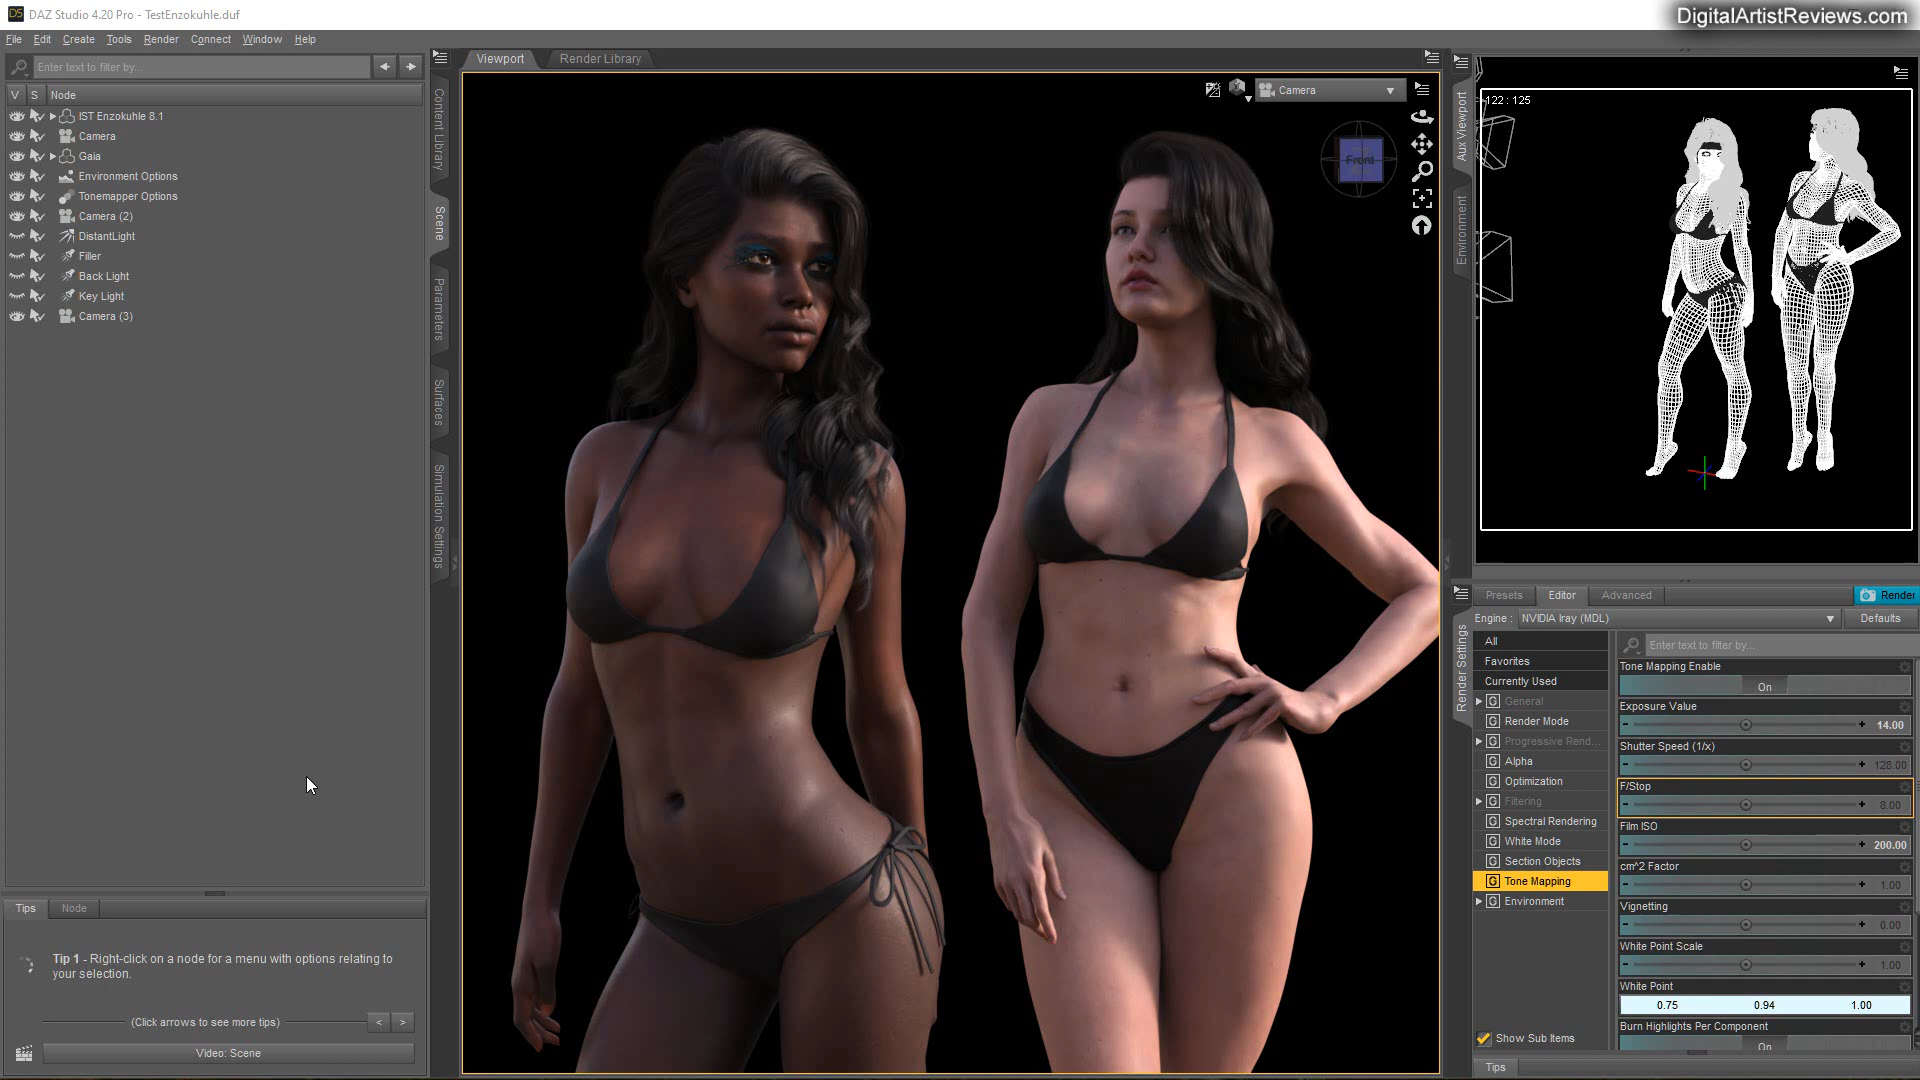 DAZ Studio 4.20 Pro - TestEnzokuhle.duf
DigitalArtistReviews.com
File Edit Create Tools Render Connect Window Help
Enter text to filter by...
V S Node
IST Enzokuhle 8.1
Camera
Gaia
Environment Options
Tonemapper Options
Camera (2)
DistantLight
Filler
Back Light
Key Light
Camera (3)
Tips Node
Tip 1 - Right-click on a node for a menu with options relating to
your selection.
(Click arrows to see more tips)
< >
Video: Scene
Content Library
Scene
Parameters
Surfaces
Simulation Settings
Viewport Render Library
Camera
Front
Aux Viewport
Environment
122 : 125
Render Settings
Presets Editor Advanced Render
Engine : NVIDIA Iray (MDL) Defaults
All
Favorites
Currently Used
G General
G Render Mode
G Progressive Rend...
G Alpha
G Optimization
G Filtering
G Spectral Rendering
G White Mode
G Section Objects
G Tone Mapping
G Environment
Show Sub Items
Enter text to filter by...
Tone Mapping Enable
On
Exposure Value
- + 14.00
Shutter Speed (1/x)
- + 128.00
F/Stop
- + 8.00
Film ISO
- + 200.00
cm^2 Factor
- + 1.00
Vignetting
- + 0.00
White Point Scale
- + 1.00
White Point
0.75 0.94 1.00
Burn Highlights Per Component
On
Tips